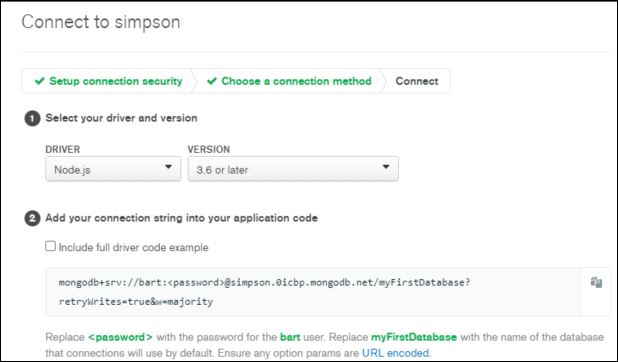 Connect to simpson
✔ Setup connection security ✔ Choose a connection method Connect
1 Select your driver and version
DRIVER VERSION
Node.js 3.6 or later
2 Add your connection string into your application code
Include full driver code example
mongodb+srv://bart:<password>@simpson.0icbp.mongodb.net/myFirstDatabase?
retryWrites=true&w=majority
Replace <password> with the password for the bart user. Replace myFirstDatabase with the name of the database
that connections will use by default. Ensure any option params are URL encoded.